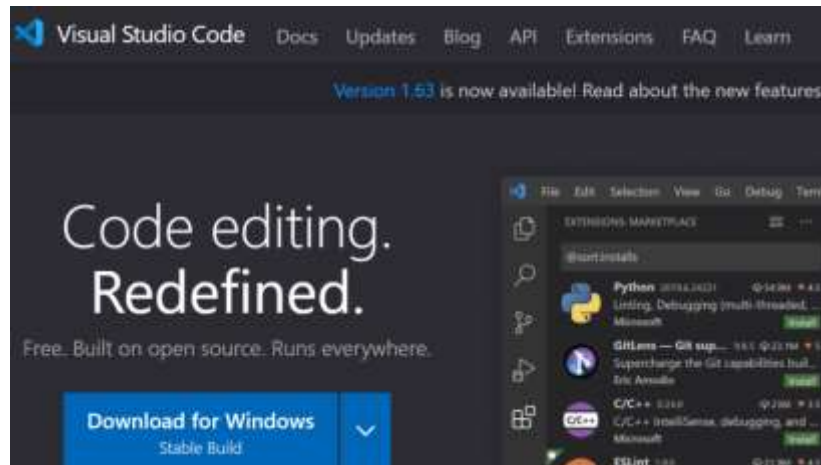 Visual Studio Code Docs Updates Blog API Extensions FAQ Learn
Version 1.63 is now available! Read about the new features
Code editing.
Redefined.
Free. Built on open source. Runs everywhere.
Download for Windows
Stable Build
File Edit Selection View Go Debug Term
EXTENSIONS: MARKETPLACE
@sort:installs
Python
Linting, Debugging (multi-threaded, ...
Microsoft Install
GitLens — Git sup...
Supercharge the Git capabilities buil...
Eric Amodio Install
C/C++
C/C++ IntelliSense, debugging, and ...
Microsoft Install
ESLint